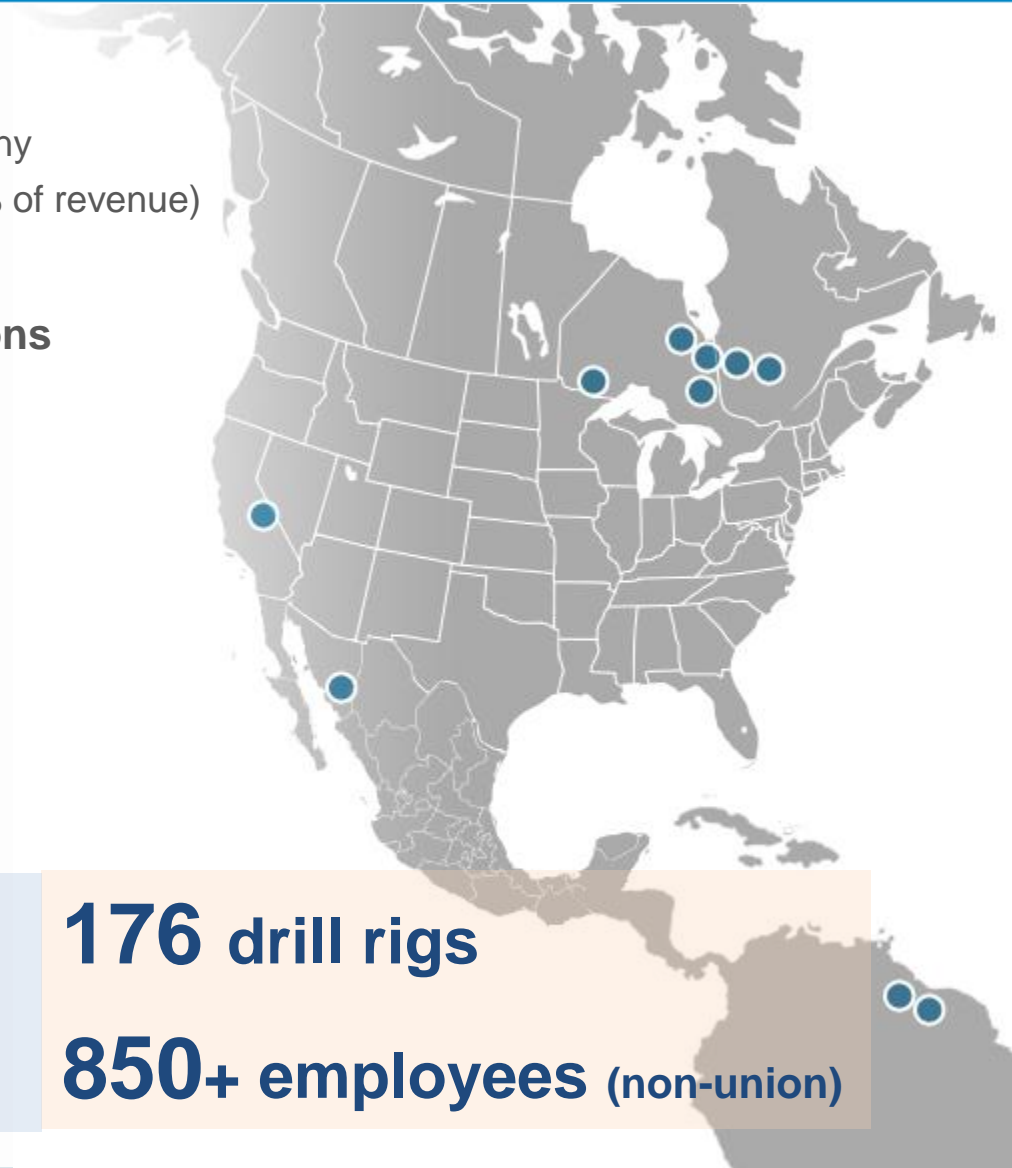 ny
of revenue)
ns
176 drill rigs
850+ employees (non-union)